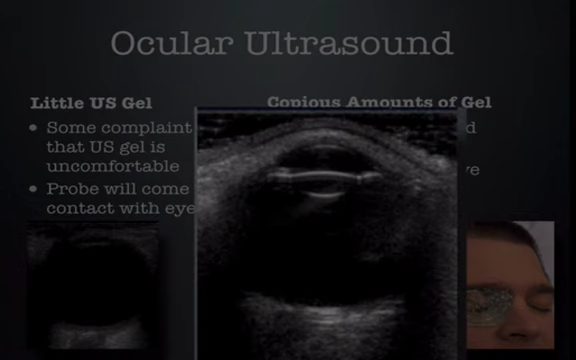 Ocular Ultrasound
Little US Gel
• Some complaint
that US gel is
uncomfortable
• Probe will come
contact with eye
Copious Amounts of Gel